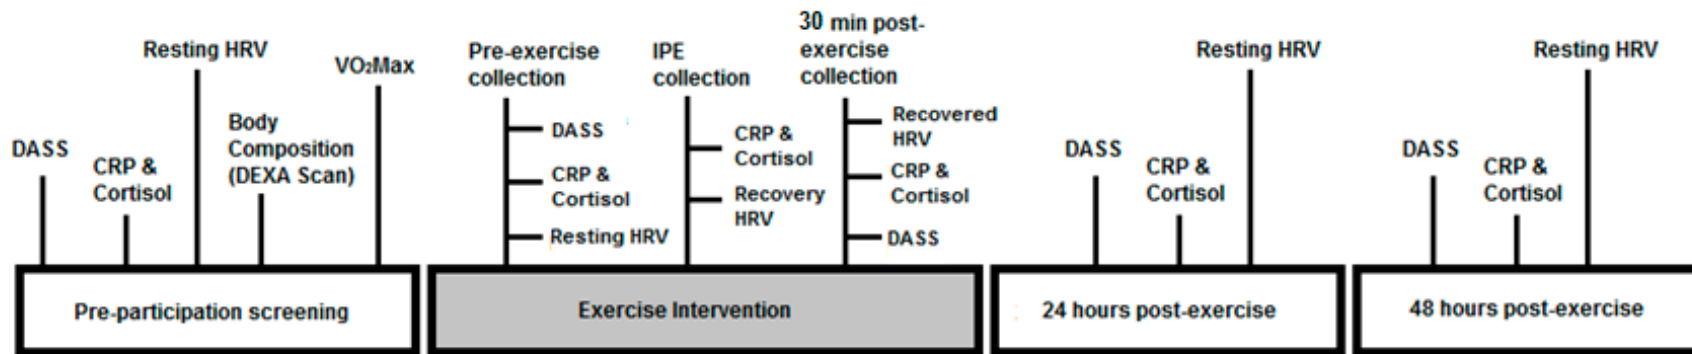 DASS
CRP &
Cortisol
Resting HRV
Body
Composition
(DEXA Scan)
VO₂Max
Pre-participation screening
Pre-exercise
collection
DASS
CRP &
Cortisol
Resting HRV
IPE
collection
CRP &
Cortisol
Recovery
HRV
30 min post-
exercise
collection
Recovered
HRV
CRP &
Cortisol
DASS
Exercise Intervention
DASS
CRP &
Cortisol
Resting HRV
24 hours post-exercise
DASS
CRP &
Cortisol
Resting HRV
48 hours post-exercise